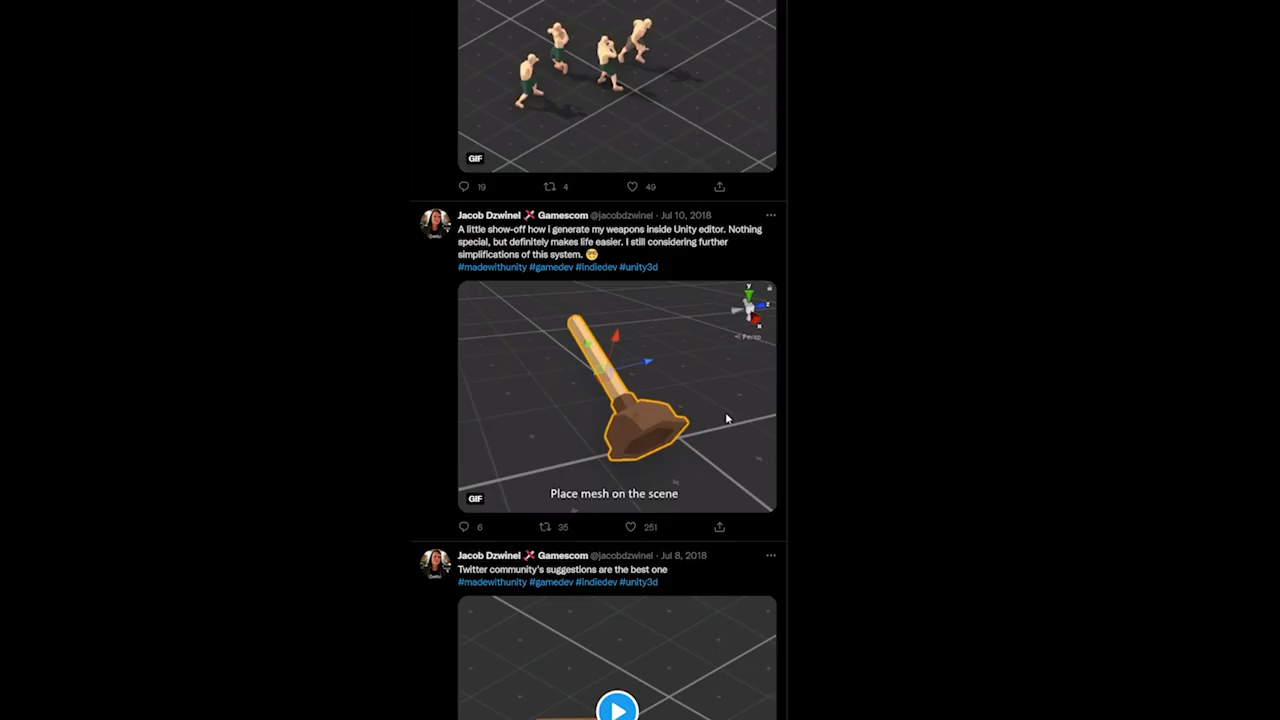 GIF
19 4 49
Jacob Dzwinel Gamescom @jacobdzwinel · Jul 10, 2018
A little show-off how i generate my weapons inside Unity editor. Nothing
special, but definitely makes life easier. I still considering further
simplifications of this system.
#madewithunity #gamedev #indiedev #unity3d
y
z
x
Persp
Place mesh on the scene
GIF
6 35 251
Jacob Dzwinel Gamescom @jacobdzwinel · Jul 8, 2018
Twitter community's suggestions are the best one
#madewithunity #gamedev #indiedev #unity3d